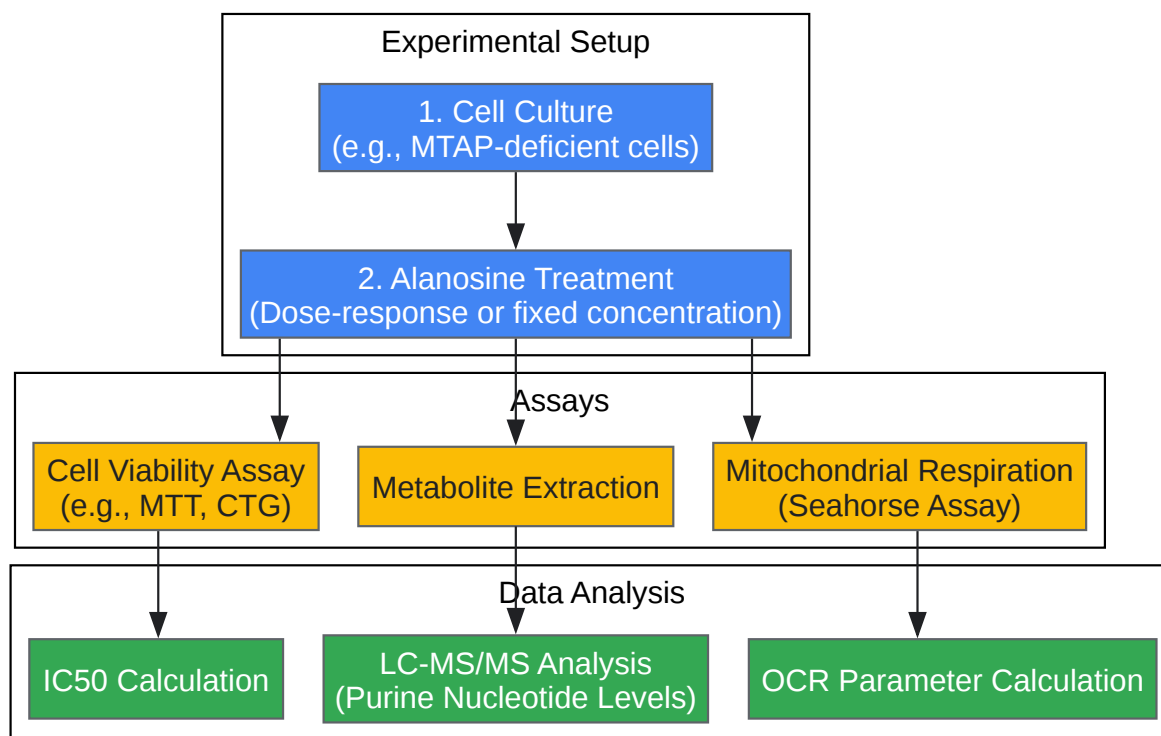 Experimental Setup
1. Cell Culture
(e.g., MTAP-deficient cells)
2. Alanosine Treatment
(Dose-response or fixed concentration)
Assays
Cell Viability Assay
(e.g., MTT, CTG)
Metabolite Extraction
Mitochondrial Respiration
(Seahorse Assay)
Data Analysis
IC50 Calculation
LC-MS/MS Analysis
(Purine Nucleotide Levels)
OCR Parameter Calculation